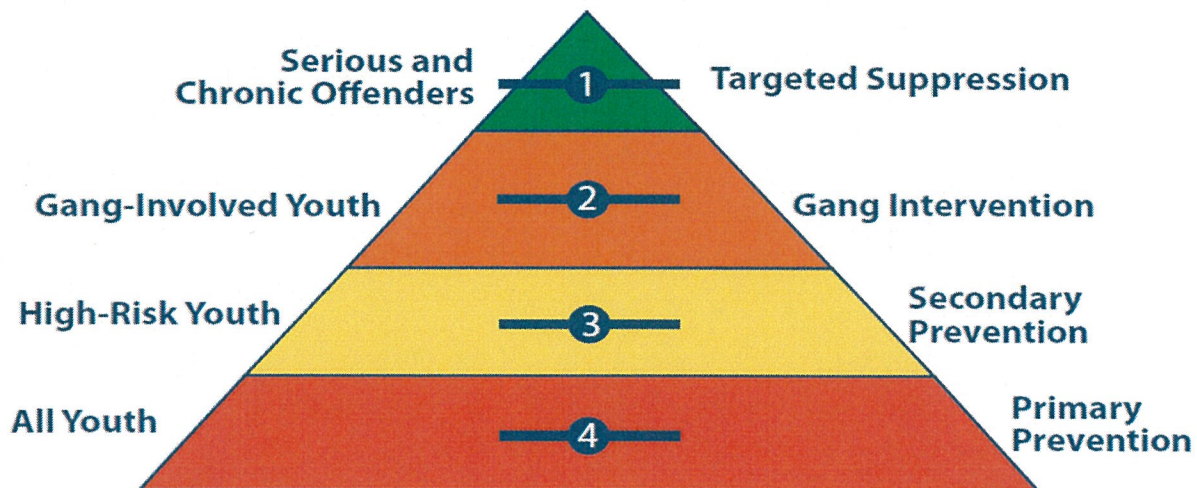 Serious and
Chronic Offenders
1
Targeted Suppression
Gang-Involved Youth
2
Gang Intervention
High-Risk Youth
3
Secondary
Prevention
All Youth
4
Primary
Prevention